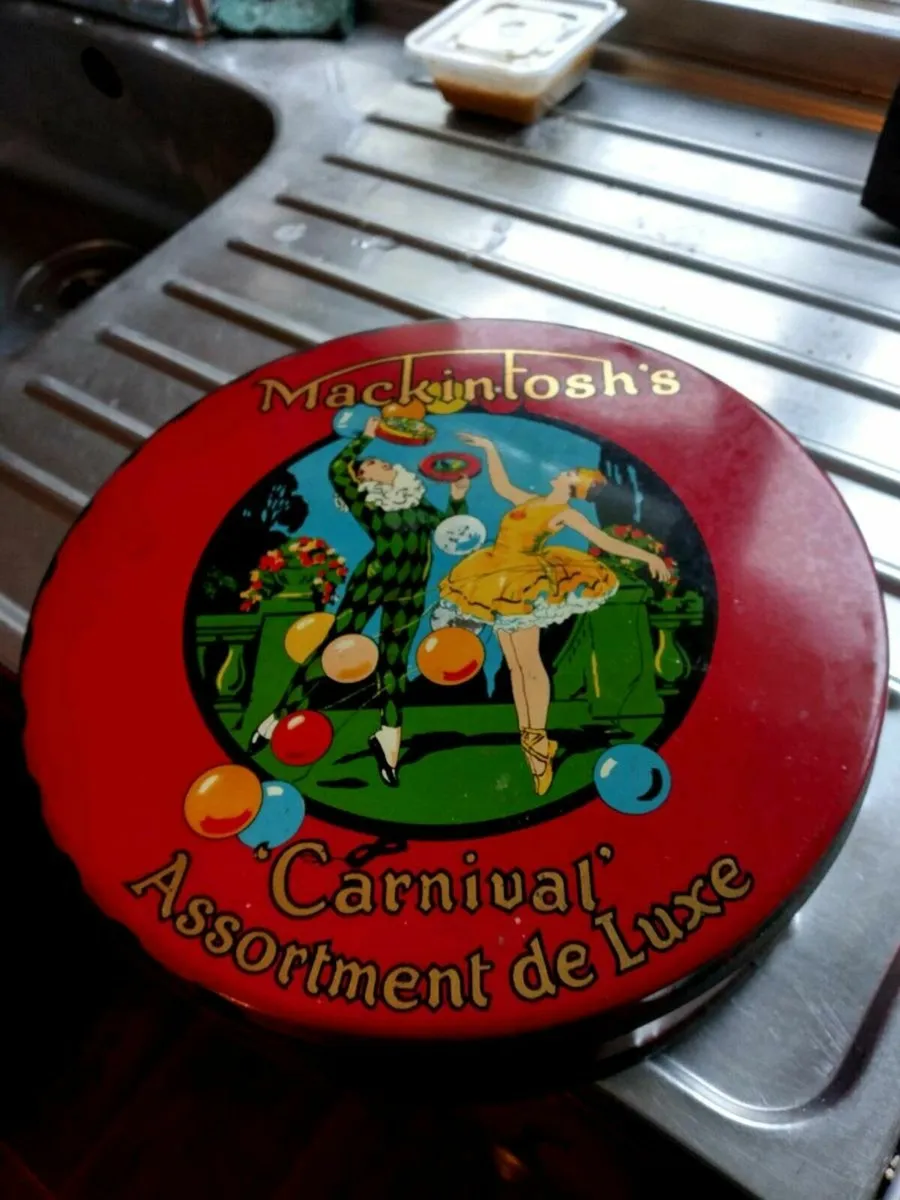 Mackintosh's
'Carnival'
Assortment de Luxe